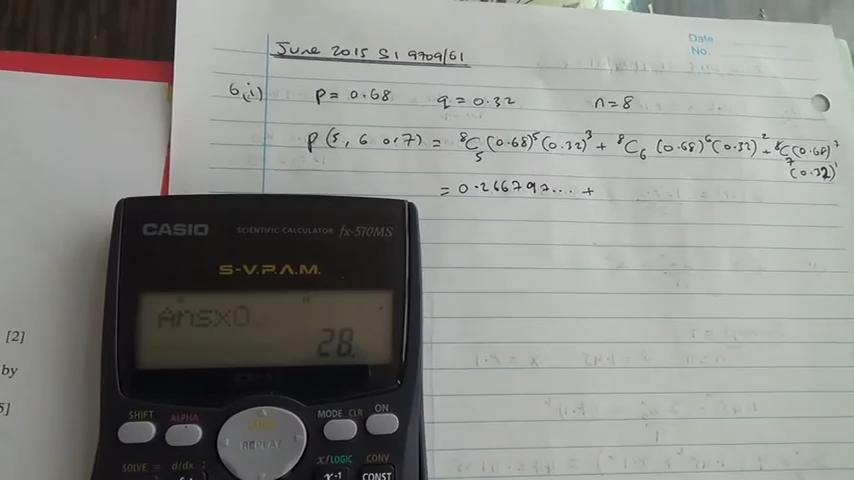 Date
No.
June 2015 S1 9709/61
6(i) p = 0.68 q = 0.32 n = 8
P(5, 6 or 7) = ⁸C₅ (0.68)⁵ (0.32)³ + ⁸C₆ (0.68)⁶ (0.32)² + ⁸C₇ (0.68)⁷ (0.32)¹
= 0.266797... +
CASIO SCIENTIFIC CALCULATOR fx-570MS
S-V.P.A.M.
Ans×0
28.
[2]
by
5]
SHIFT ALPHA MODE CLR ON
REPLAY
SOLVE = d/dx : x!LOGIC CONV
x⁻¹ CONST